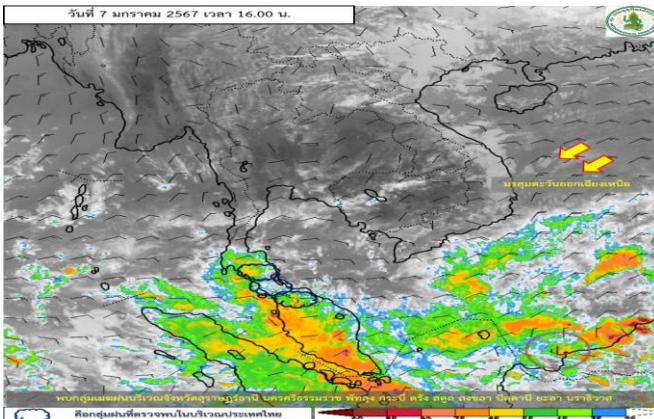 วันที่ 7 มกราคม 2567 เวลา 16.00 น.
มรสุมตะวันออกเฉียงเหนือ
พบกลุ่มเมฆฝนบริเวณจังหวัดสุราษฎร์ธานี นครศรีธรรมราช พัทลุง กระบี่ ตรัง สตูล สงขลา ปัตตานี ยะลา นราธิวาส
คือกลุ่มฝนที่ตรวจพบในบริเวณประเทศไทย